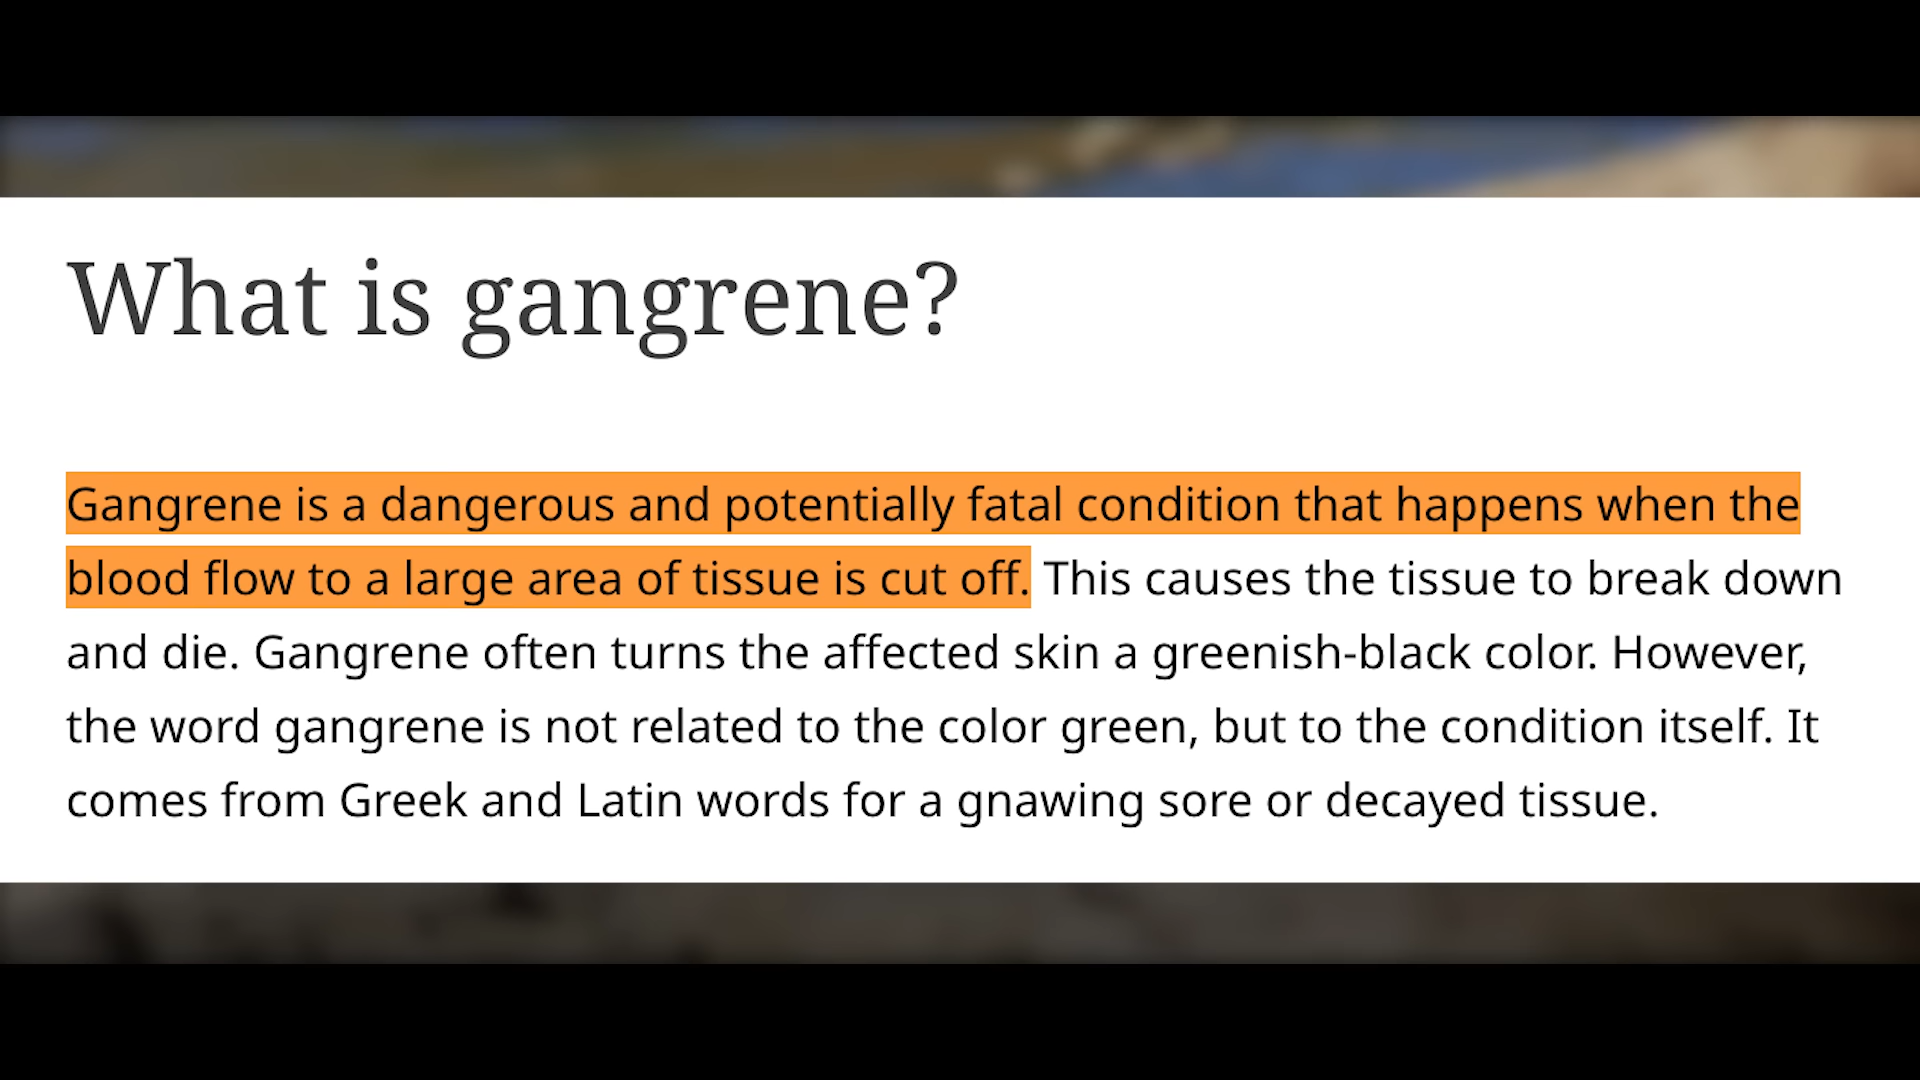 What is gangrene?
Gangrene is a dangerous and potentially fatal condition that happens when the
blood flow to a large area of tissue is cut off. This causes the tissue to break down
and die. Gangrene often turns the affected skin a greenish-black color. However,
the word gangrene is not related to the color green, but to the condition itself. It
comes from Greek and Latin words for a gnawing sore or decayed tissue.